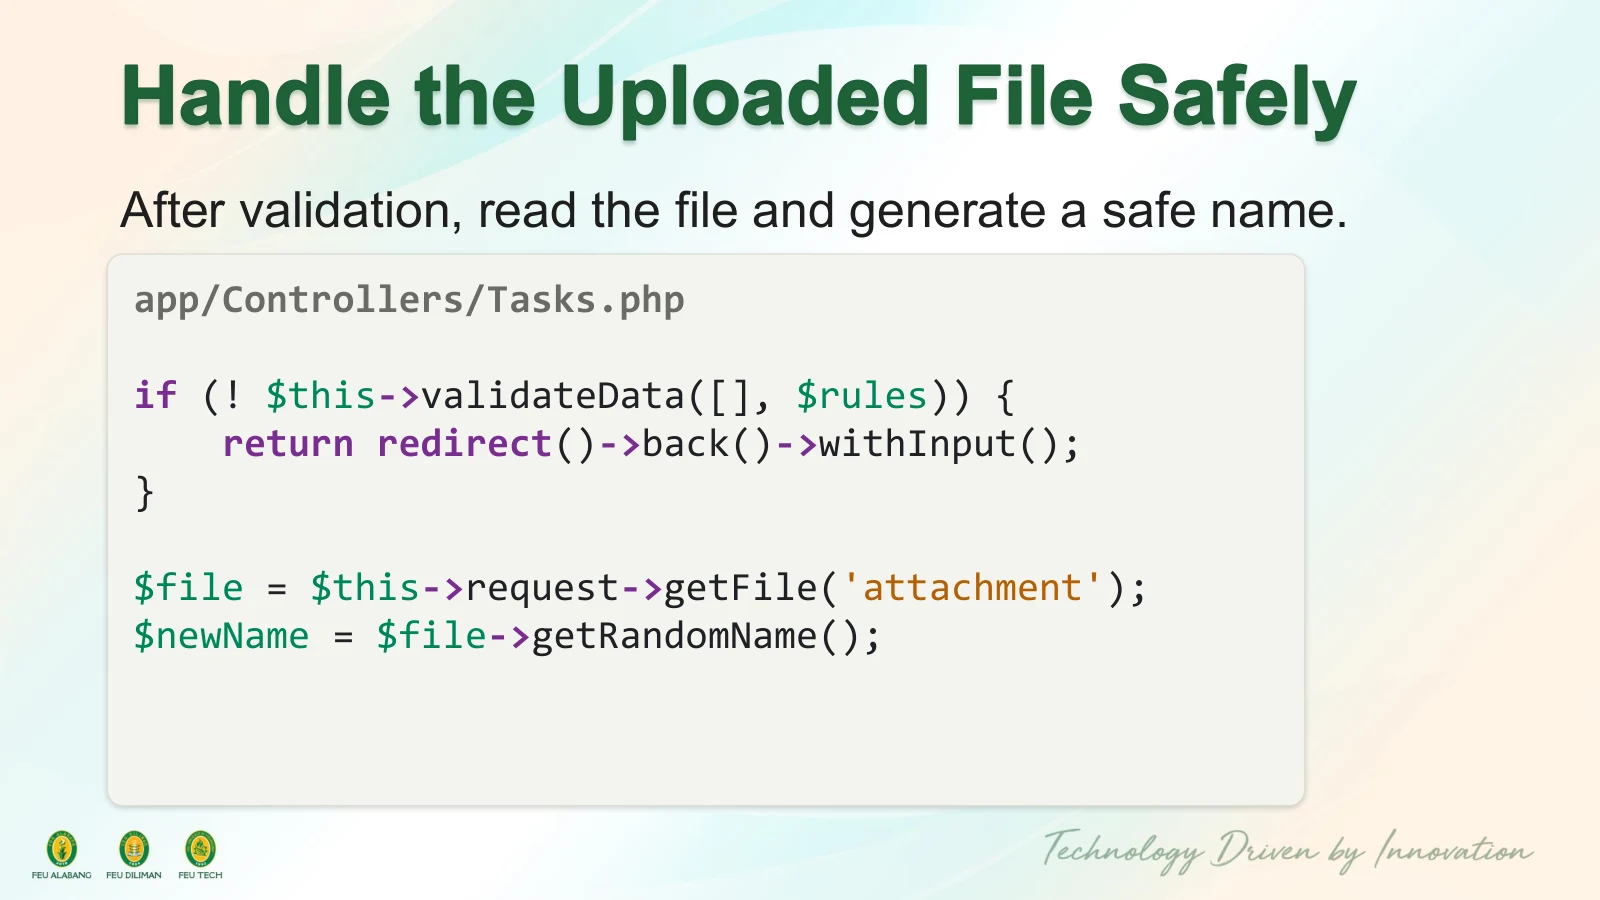 Handle the Uploaded File Safely
After validation, read the file and generate a safe name.
app/Controllers/Tasks.php
if (! $this->validateData([], $rules)) {
    return redirect()->back()->withInput();
}
$file = $this->request->getFile('attachment');
$newName = $file->getRandomName();
FEU ALABANG
FEU DILIMAN
FEU TECH
Technology Driven by Innovation